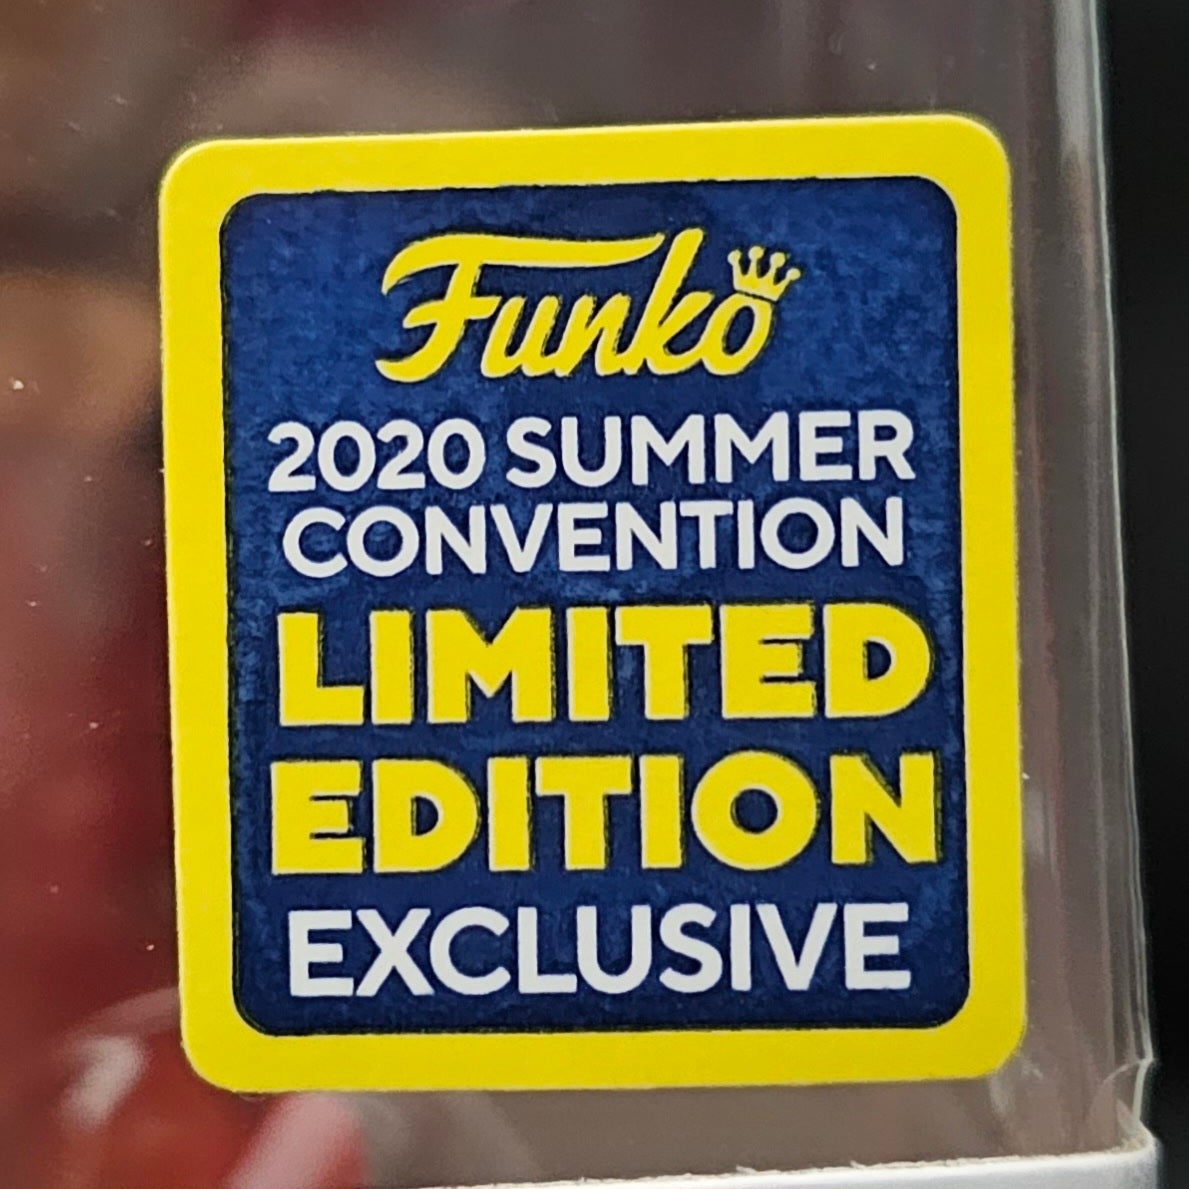 Funko
2020 SUMMER
CONVENTION
LIMITED
EDITION
EXCLUSIVE